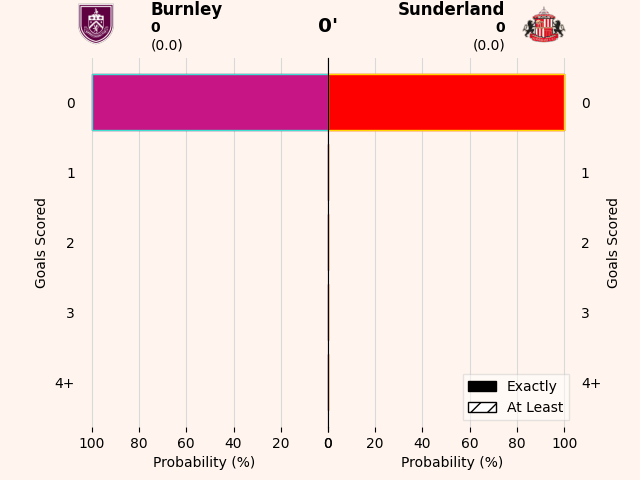 Burnley
0
(0.0)
0'
Sunderland
0
(0.0)
Goals Scored
0
1
2
3
4+
0
1
2
3
4+
Goals Scored
Exactly
At Least
100 80 60 40 20 0 0 20 40 60 80 100
Probability (%)
Probability (%)